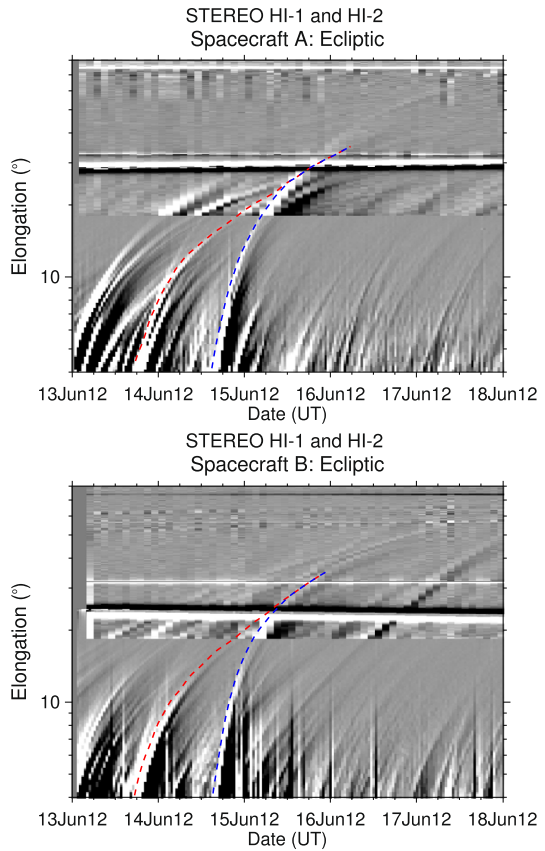 STEREO HI-1 and HI-2
Spacecraft A: Ecliptic
Elongation (°)
10
13Jun12 14Jun12 15Jun12 16Jun12 17Jun12 18Jun12
Date (UT)
STEREO HI-1 and HI-2
Spacecraft B: Ecliptic
Elongation (°)
10
13Jun12 14Jun12 15Jun12 16Jun12 17Jun12 18Jun12
Date (UT)